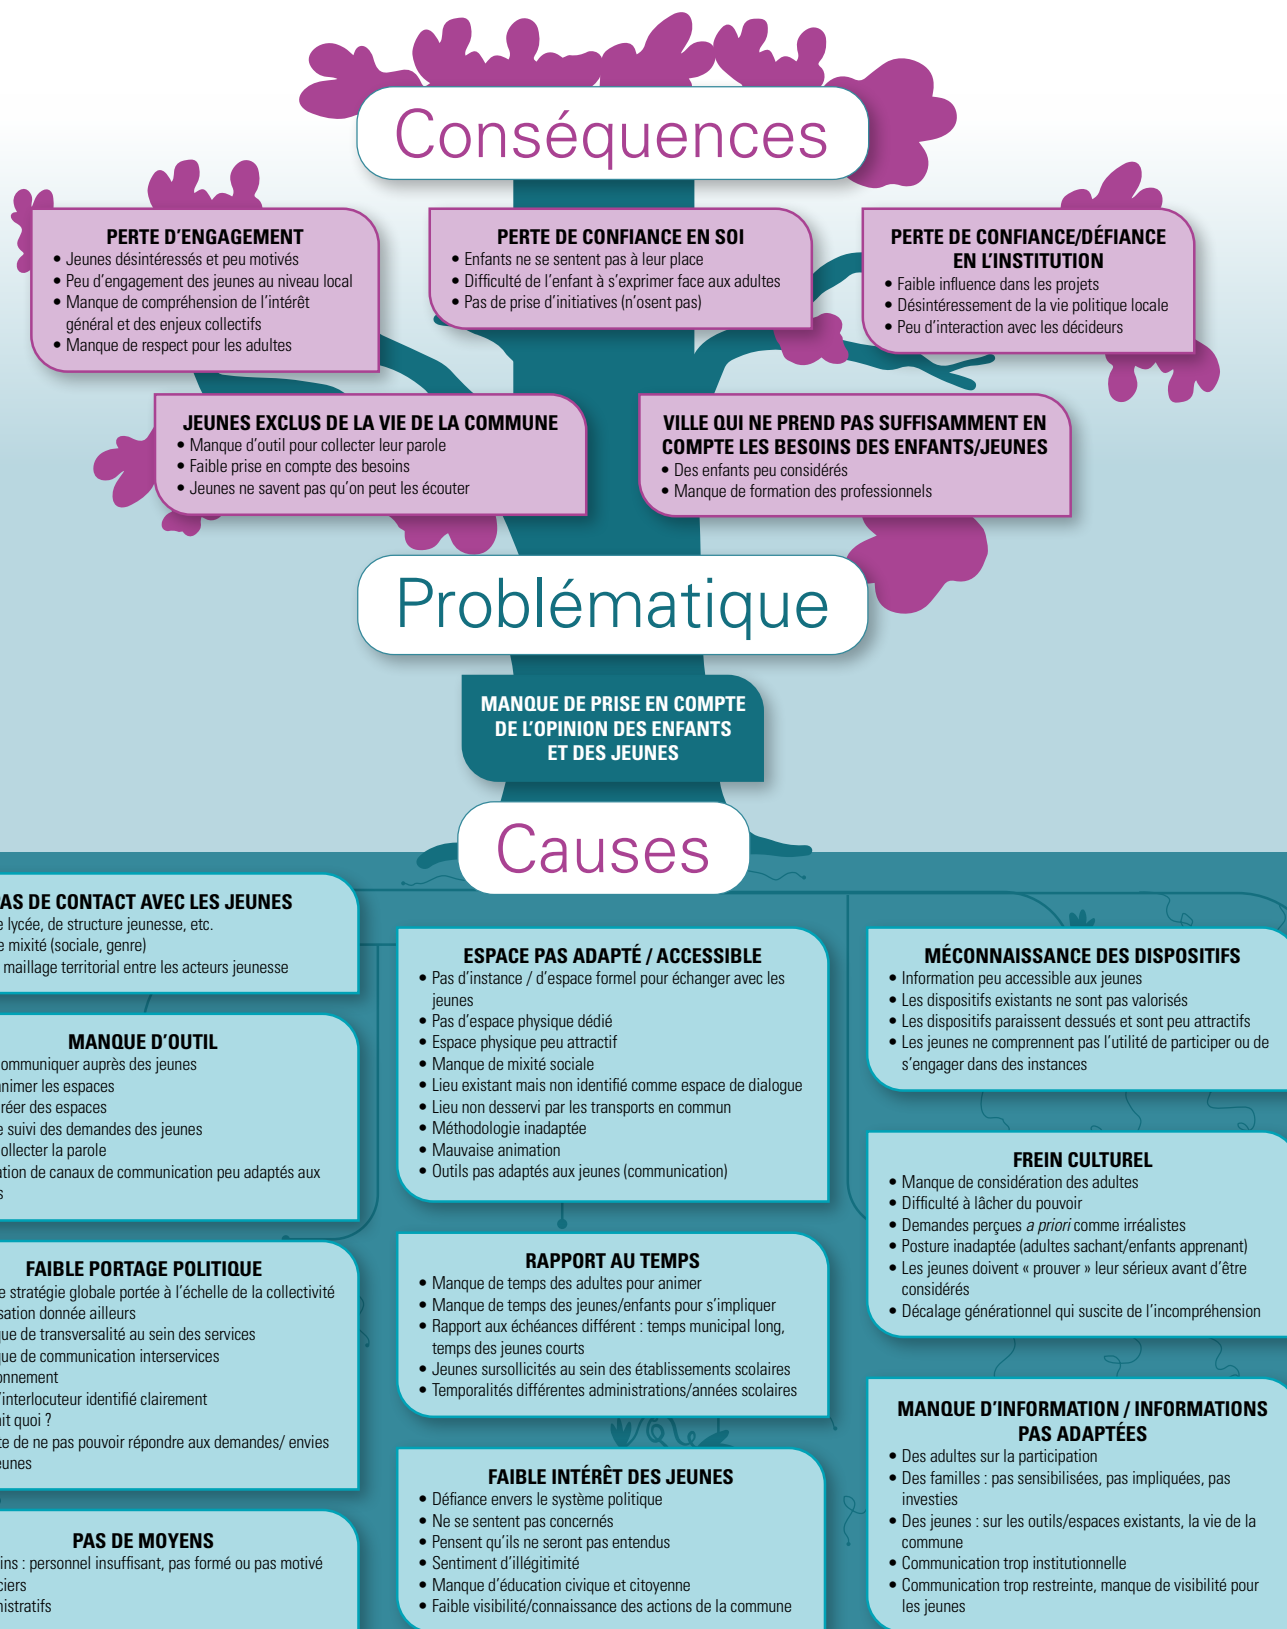 Conséquences
PERTE D'ENGAGEMENT
• Jeunes désintéressés et peu motivés
• Peu d'engagement des jeunes au niveau local
• Manque de compréhension de l'intérêt
général et des enjeux collectifs
• Manque de respect pour les adultes
PERTE DE CONFIANCE EN SOI
• Enfants ne se sentent pas à leur place
• Difficulté de l'enfant à s'exprimer face aux adultes
• Pas de prise d'initiatives (n'osent pas)
PERTE DE CONFIANCE/DÉFIANCE
EN L'INSTITUTION
• Faible influence dans les projets
• Désintéressement de la vie politique locale
• Peu d'interaction avec les décideurs
JEUNES EXCLUS DE LA VIE DE LA COMMUNE
• Manque d'outil pour collecter leur parole
• Faible prise en compte des besoins
• Jeunes ne savent pas qu'on peut les écouter
VILLE QUI NE PREND PAS SUFFISAMMENT EN
COMPTE LES BESOINS DES ENFANTS/JEUNES
• Des enfants peu considérés
• Manque de formation des professionnels
Problématique
MANQUE DE PRISE EN COMPTE
DE L'OPINION DES ENFANTS
ET DES JEUNES
Causes
AS DE CONTACT AVEC LES JEUNES
e lycée, de structure jeunesse, etc.
e mixité (sociale, genre)
maillage territorial entre les acteurs jeunesse
MANQUE D'OUTIL
ommuniquer auprès des jeunes
nimer les espaces
réer des espaces
e suivi des demandes des jeunes
ollecter la parole
ation de canaux de communication peu adaptés aux
s
FAIBLE PORTAGE POLITIQUE
e stratégie globale portée à l'échelle de la collectivité
sation donnée ailleurs
ue de transversalité au sein des services
ue de communication interservices
onnement
'interlocuteur identifié clairement
it quoi ?
te de ne pas pouvoir répondre aux demandes/ envies
eunes
PAS DE MOYENS
ins : personnel insuffisant, pas formé ou pas motivé
ciers
nistratifs
ESPACE PAS ADAPTÉ / ACCESSIBLE
• Pas d'instance / d'espace formel pour échanger avec les
jeunes
• Pas d'espace physique dédié
• Espace physique peu attractif
• Manque de mixité sociale
• Lieu existant mais non identifié comme espace de dialogue
• Lieu non desservi par les transports en commun
• Méthodologie inadaptée
• Mauvaise animation
• Outils pas adaptés aux jeunes (communication)
RAPPORT AU TEMPS
• Manque de temps des adultes pour animer
• Manque de temps des jeunes/enfants pour s'impliquer
• Rapport aux échéances différent : temps municipal long,
temps des jeunes courts
• Jeunes sursollicités au sein des établissements scolaires
• Temporalités différentes administrations/années scolaires
FAIBLE INTÉRÊT DES JEUNES
• Défiance envers le système politique
• Ne se sentent pas concernés
• Pensent qu'ils ne seront pas entendus
• Sentiment d'illégitimité
• Manque d'éducation civique et citoyenne
• Faible visibilité/connaissance des actions de la commune
MÉCONNAISSANCE DES DISPOSITIFS
• Information peu accessible aux jeunes
• Les dispositifs existants ne sont pas valorisés
• Les dispositifs paraissent dessués et sont peu attractifs
• Les jeunes ne comprennent pas l'utilité de participer ou de
s'engager dans des instances
FREIN CULTUREL
• Manque de considération des adultes
• Difficulté à lâcher du pouvoir
• Demandes perçues a priori comme irréalistes
• Posture inadaptée (adultes sachant/enfants apprenant)
• Les jeunes doivent « prouver » leur sérieux avant d'être
considérés
• Décalage générationnel qui suscite de l'incompréhension
MANQUE D'INFORMATION / INFORMATIONS
PAS ADAPTÉES
• Des adultes sur la participation
• Des familles : pas sensibilisées, pas impliquées, pas
investies
• Des jeunes : sur les outils/espaces existants, la vie de la
commune
• Communication trop institutionnelle
• Communication trop restreinte, manque de visibilité pour
les jeunes